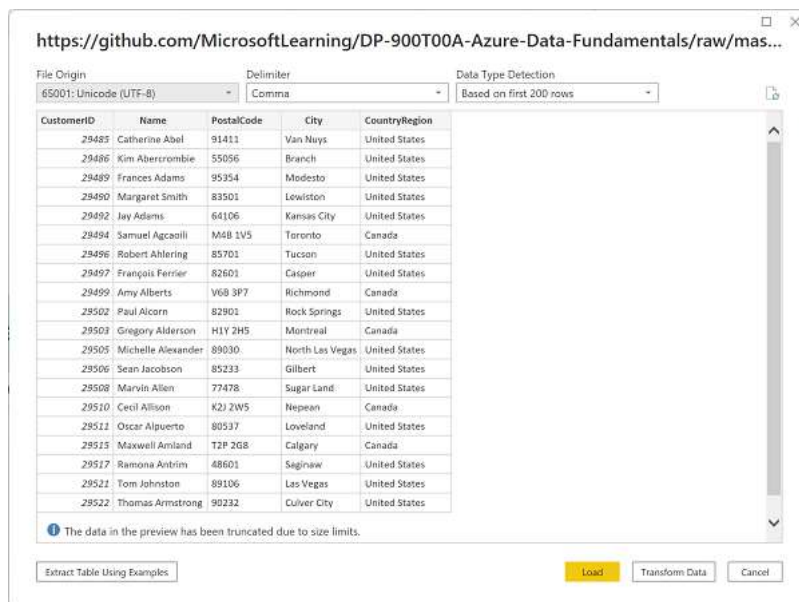 https://github.com/MicrosoftLearning/DP-900T00A-Azure-Data-Fundamentals/raw/mas...
File Origin Delimiter Data Type Detection
65001: Unicode (UTF-8) Comma Based on first 200 rows
CustomerID Name PostalCode City CountryRegion
29485 Catherine Abel 91411 Van Nuys United States
29486 Kim Abercrombie 55056 Branch United States
29489 Frances Adams 95354 Modesto United States
29490 Margaret Smith 83501 Lewiston United States
29492 Jay Adams 64106 Kansas City United States
29494 Samuel Agcaoili M4B 1V5 Toronto Canada
29496 Robert Ahlering 85701 Tucson United States
29497 François Ferrier 82601 Casper United States
29499 Amy Alberts V6B 3P7 Richmond Canada
29502 Paul Alcorn 82901 Rock Springs United States
29503 Gregory Alderson H1Y 2H5 Montreal Canada
29505 Michelle Alexander 89030 North Las Vegas United States
29506 Sean Jacobson 85233 Gilbert United States
29508 Marvin Allen 77478 Sugar Land United States
29510 Cecil Allison K2J 2W5 Nepean Canada
29511 Oscar Alpuerto 80537 Loveland United States
29515 Maxwell Amland T2P 2G8 Calgary Canada
29517 Ramona Antrim 48601 Saginaw United States
29521 Tom Johnston 89106 Las Vegas United States
29522 Thomas Armstrong 90232 Culver City United States
The data in the preview has been truncated due to size limits.
Extract Table Using Examples Load Transform Data Cancel